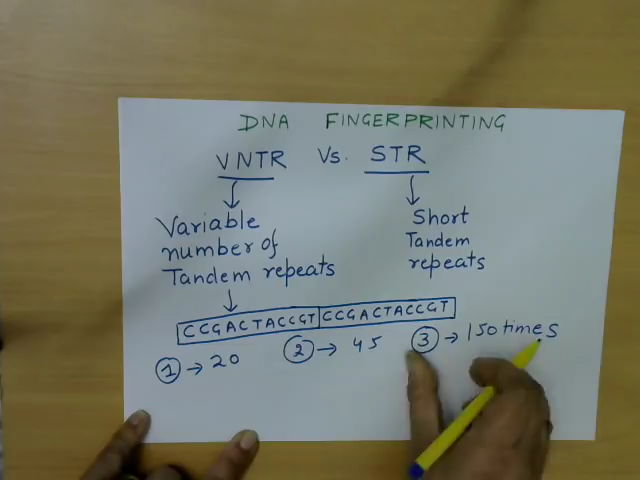 DNA FINGERPRINTING
VNTR Vs. STR
Variable
number of
Tandem repeats
Short
Tandem
repeats
CCGACTACCGT CCGACTACCGT
1 → 20 2 → 45 3 → 150 times